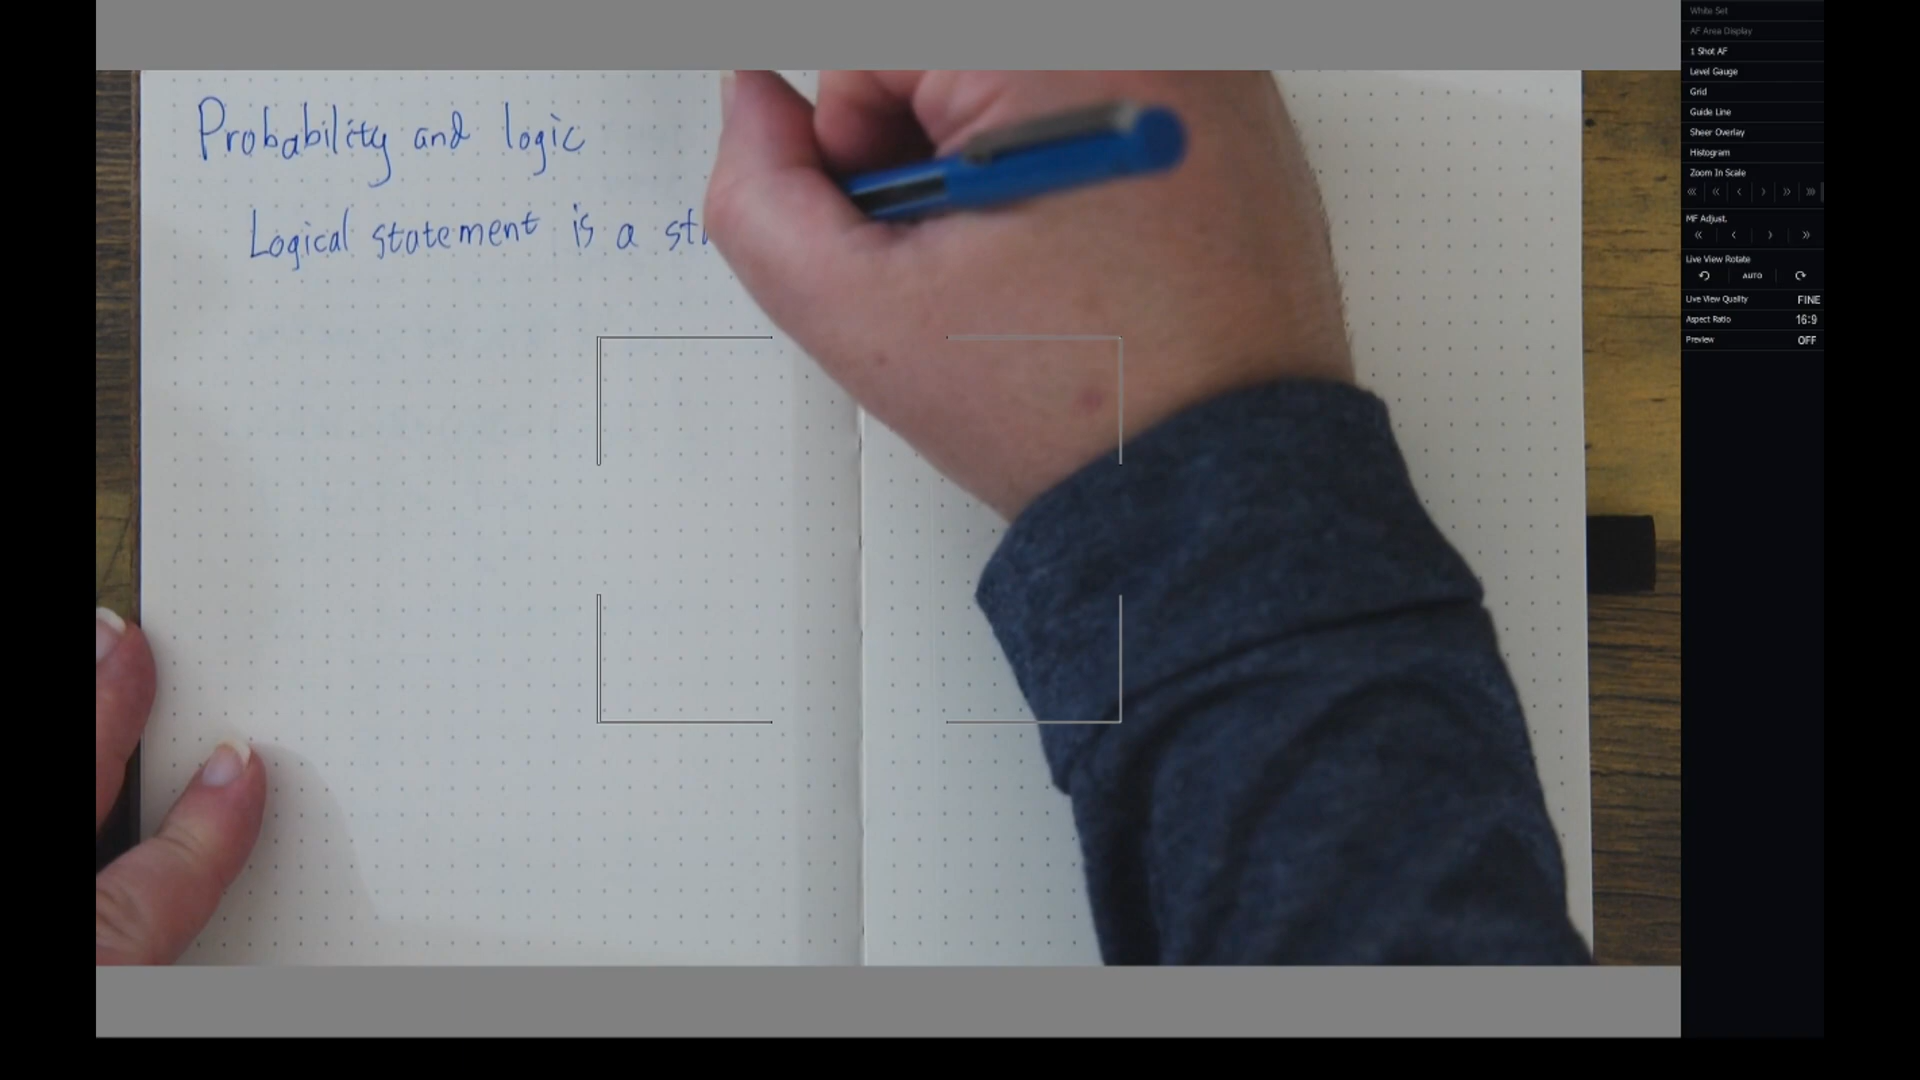 Probability and logic
Logical statement is a
White Set
AF Area Display
1 Shot AF
Level Gauge
Grid
Guide Line
Sheer Overlay
Histogram
Zoom In Scale
MF Adjust.
Live View Rotate
AUTO
Live View Quality FINE
Aspect Ratio 16:9
Preview OFF